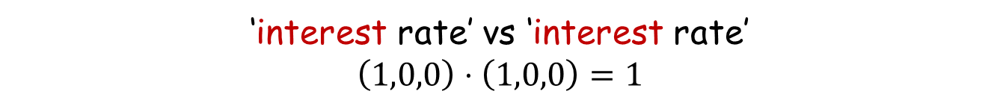 ‘interest rate’ vs ‘interest rate’
(1,0,0) · (1,0,0) = 1